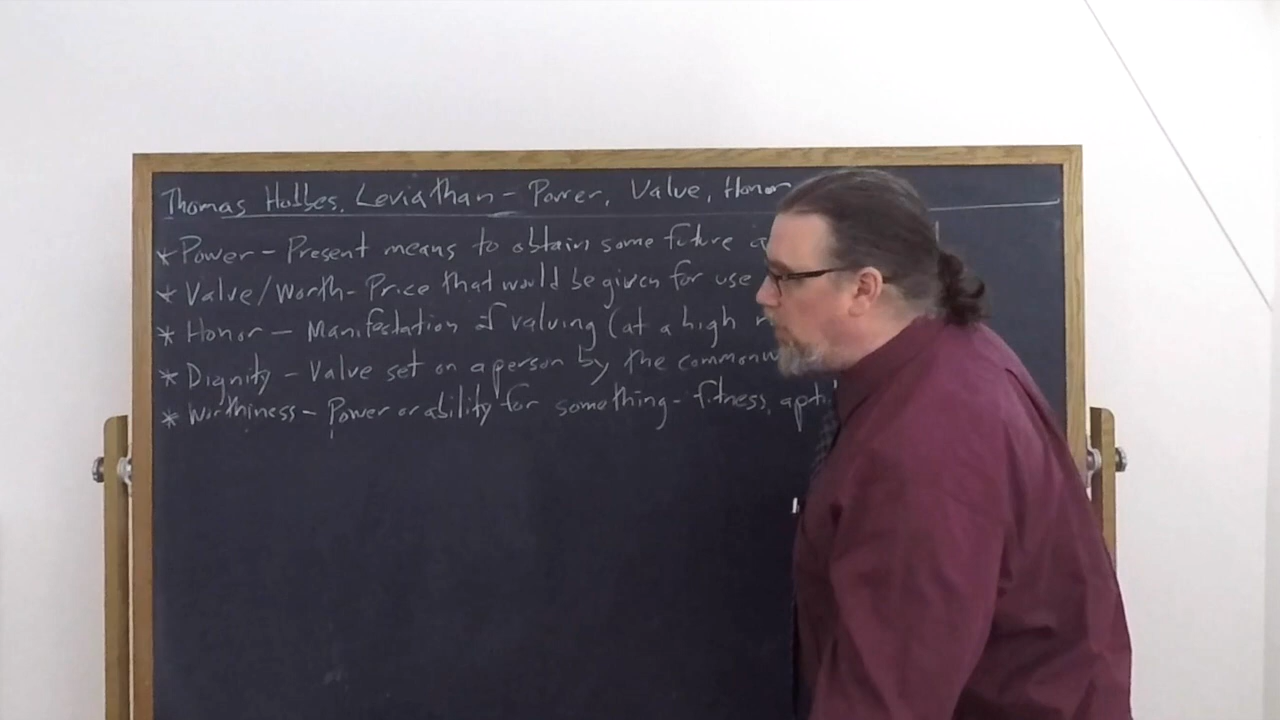 Thomas Hobbes, Leviathan - Power, Value, Honor
* Power - Present means to obtain some future
* Value/Worth - Price that would be given for use
* Honor - Manifestation of valuing (at a high
* Dignity - Value set on a person by the
* Worthiness - Power or ability for something - fitness,